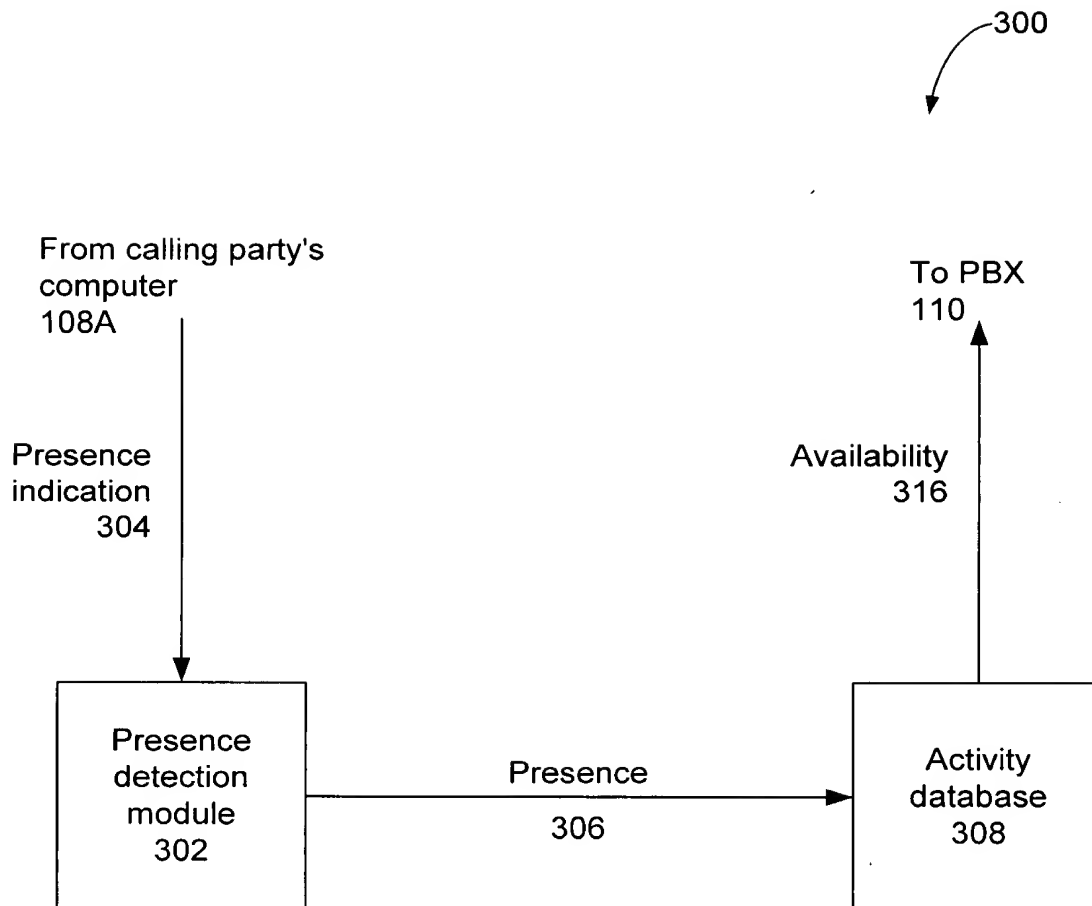 300
From calling party's
computer
108A
To PBX
110
Presence
indication
304
Availability
316
Presence
detection
module
302
Presence
306
Activity
database
308